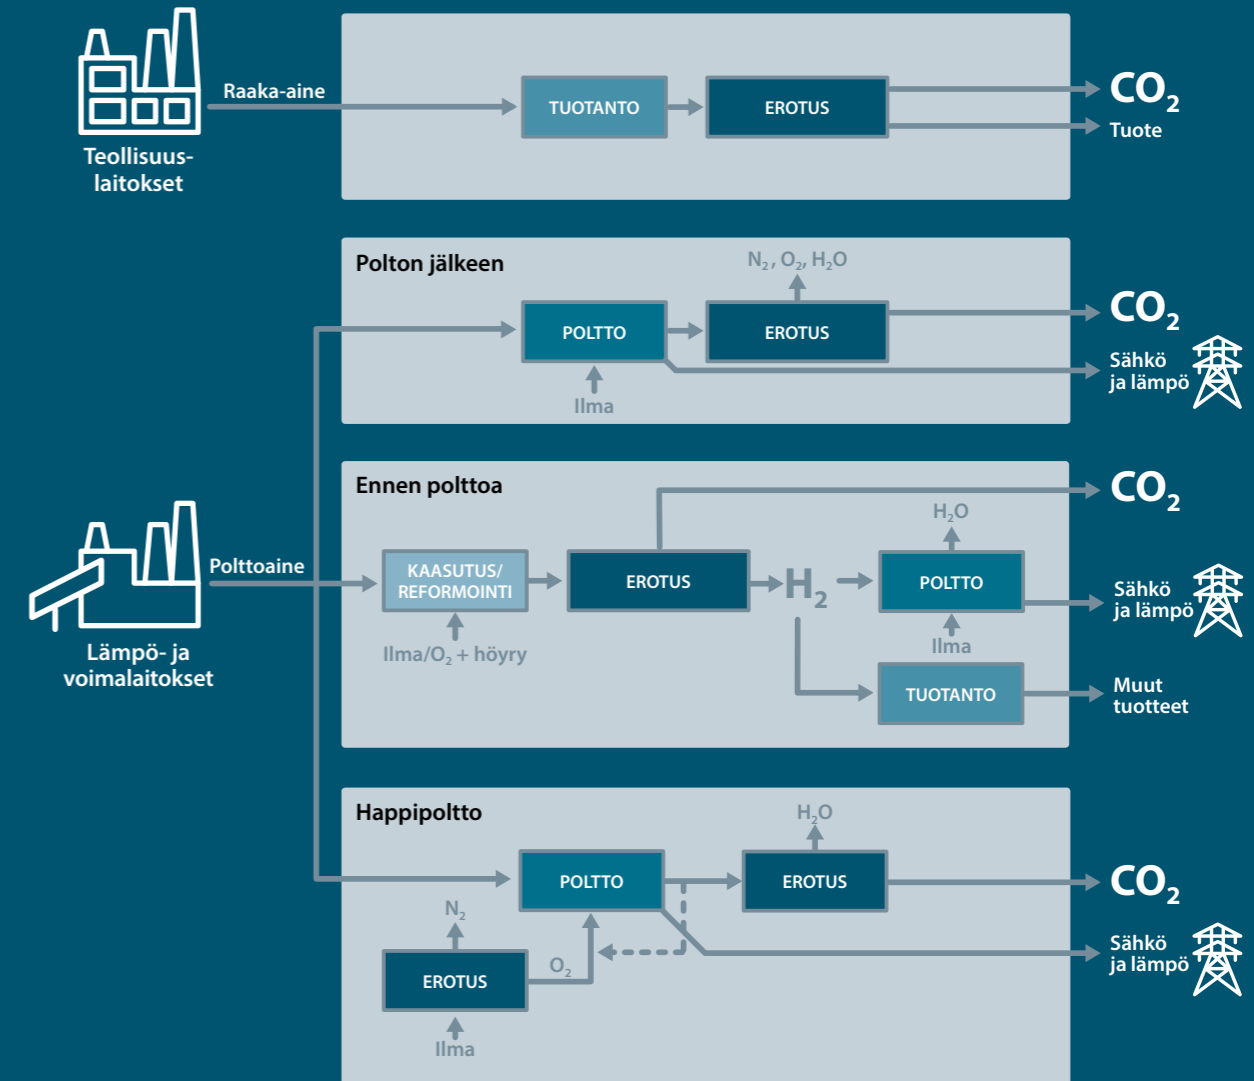 Raaka-aine
TUOTANTO
EROTUS
CO₂
Tuote
Teollisuus-
laitokset
Polton jälkeen
N₂, O₂, H₂O
POLTTO
EROTUS
Ilma
CO₂
Sähkö
ja lämpö
Ennen polttoa
Polttoaine
KAASUTUS/
REFORMOINTI
Ilma/O₂ + höyry
EROTUS
H₂
H₂O
POLTTO
Ilma
TUOTANTO
CO₂
Sähkö
ja lämpö
Muut
tuotteet
Lämpö- ja
voimalaitokset
Happipoltto
H₂O
POLTTO
EROTUS
N₂
EROTUS
O₂
Ilma
CO₂
Sähkö
ja lämpö